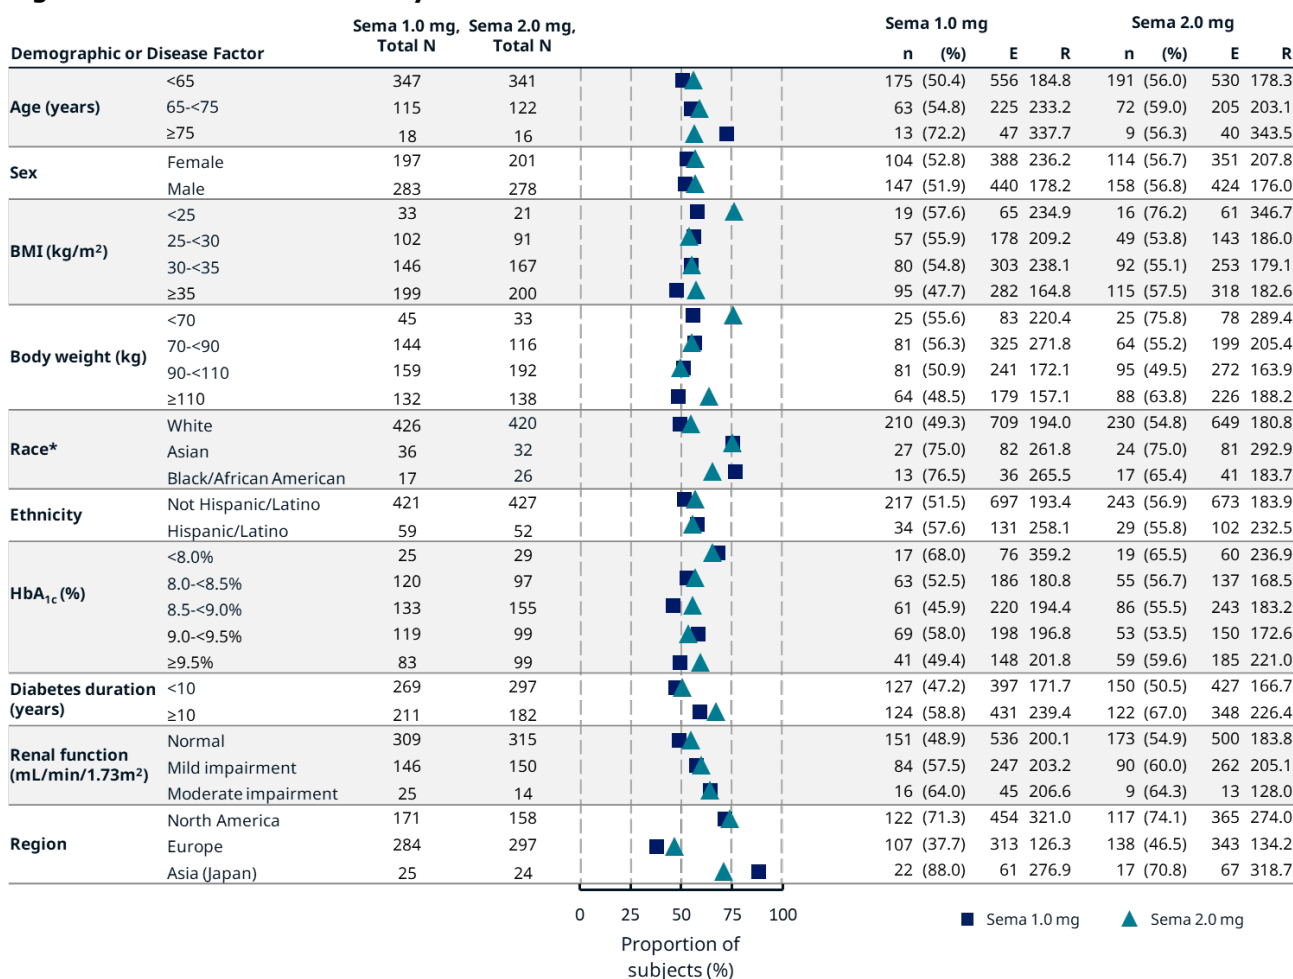 Sema 1.0 mg, Sema 2.0 mg, Sema 1.0 mg Sema 2.0 mg
Demographic or Disease Factor Total N Total N n (%) E R n (%) E R
Age (years) <65 347 341 175 (50.4) 556 184.8 191 (56.0) 530 178.3
65-<75 115 122 63 (54.8) 225 233.2 72 (59.0) 205 203.1
≥75 18 16 13 (72.2) 47 337.7 9 (56.3) 40 343.5
Sex Female 197 201 104 (52.8) 388 236.2 114 (56.7) 351 207.8
Male 283 278 147 (51.9) 440 178.2 158 (56.8) 424 176.0
BMI (kg/m²) <25 33 21 19 (57.6) 65 234.9 16 (76.2) 61 346.7
25-<30 102 91 57 (55.9) 178 209.2 49 (53.8) 143 186.0
30-<35 146 167 80 (54.8) 303 238.1 92 (55.1) 253 179.1
≥35 199 200 95 (47.7) 282 164.8 115 (57.5) 318 182.6
Body weight (kg) <70 45 33 25 (55.6) 83 220.4 25 (75.8) 78 289.4
70-<90 144 116 81 (56.3) 325 271.8 64 (55.2) 199 205.4
90-<110 159 192 81 (50.9) 241 172.1 95 (49.5) 272 163.9
≥110 132 138 64 (48.5) 179 157.1 88 (63.8) 226 188.2
Race* White 426 420 210 (49.3) 709 194.0 230 (54.8) 649 180.8
Asian 36 32 27 (75.0) 82 261.8 24 (75.0) 81 292.9
Black/African American 17 26 13 (76.5) 36 265.5 17 (65.4) 41 183.7
Ethnicity Not Hispanic/Latino 421 427 217 (51.5) 697 193.4 243 (56.9) 673 183.9
Hispanic/Latino 59 52 34 (57.6) 131 258.1 29 (55.8) 102 232.5
HbA1c (%) <8.0% 25 29 17 (68.0) 76 359.2 19 (65.5) 60 236.9
8.0-<8.5% 120 97 63 (52.5) 186 180.8 55 (56.7) 137 168.5
8.5-<9.0% 133 155 61 (45.9) 220 194.4 86 (55.5) 243 183.2
9.0-<9.5% 119 99 69 (58.0) 198 196.8 53 (53.5) 150 172.6
≥9.5% 83 99 41 (49.4) 148 201.8 59 (59.6) 185 221.0
Diabetes duration (years) <10 269 297 127 (47.2) 397 171.7 150 (50.5) 427 166.7
≥10 211 182 124 (58.8) 431 239.4 122 (67.0) 348 226.4
Renal function (mL/min/1.73m²) Normal 309 315 151 (48.9) 536 200.1 173 (54.9) 500 183.8
Mild impairment 146 150 84 (57.5) 247 203.2 90 (60.0) 262 205.1
Moderate impairment 25 14 16 (64.0) 45 206.6 9 (64.3) 13 128.0
Region North America 171 158 122 (71.3) 454 321.0 117 (74.1) 365 274.0
Europe 284 297 107 (37.7) 313 126.3 138 (46.5) 343 134.2
Asia (Japan) 25 24 22 (88.0) 61 276.9 17 (70.8) 67 318.7
0 25 50 75 100
Proportion of
subjects (%)
Sema 1.0 mg Sema 2.0 mg